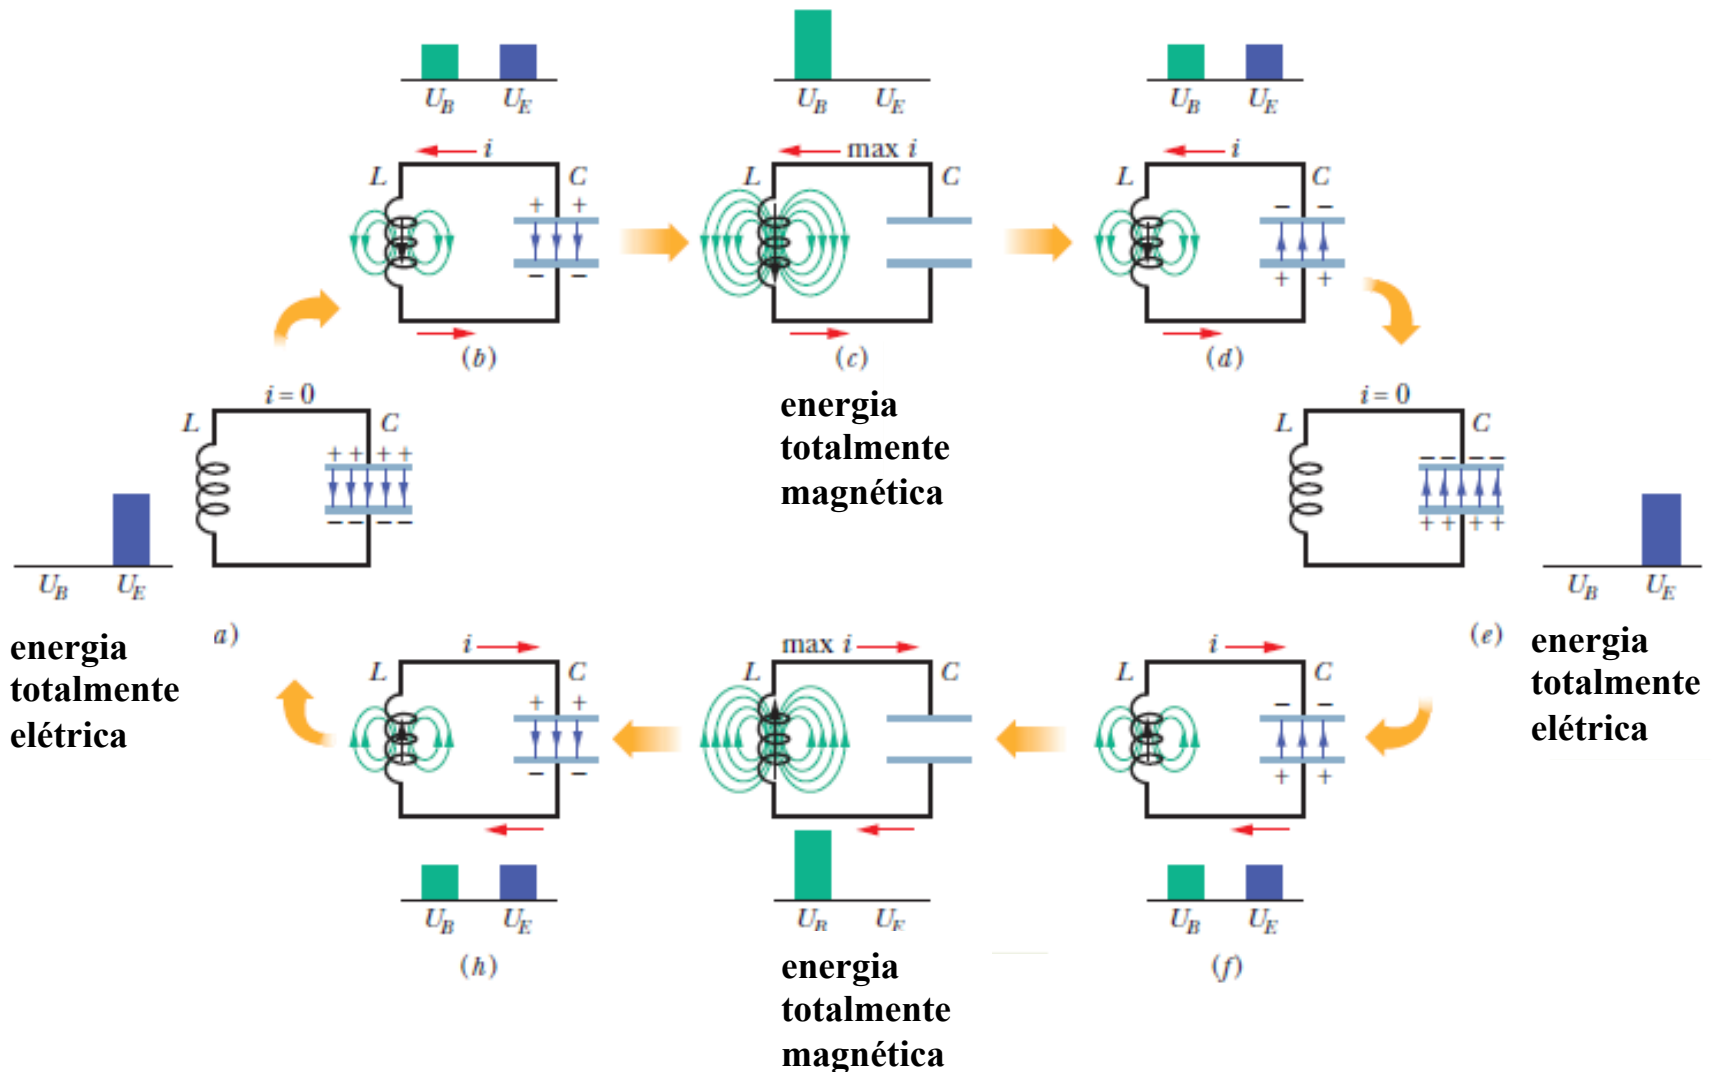 U_B U_E
U_B U_E
U_B U_E
i
max i
i
L C
L C
L C
+ +
− −
− −
+ +
(b)
(c)
(d)
i = 0
L C
+ + + +
− − − −
U_B U_E
a)
energia
totalmente
elétrica
energia
totalmente
magnética
i = 0
L C
− − − −
+ + + +
U_B U_E
(e)
energia
totalmente
elétrica
i
max i
i
L C
L C
L C
+ +
− −
− −
+ +
U_B U_E
U_B U_E
U_B U_E
(h)
(f)
energia
totalmente
magnética